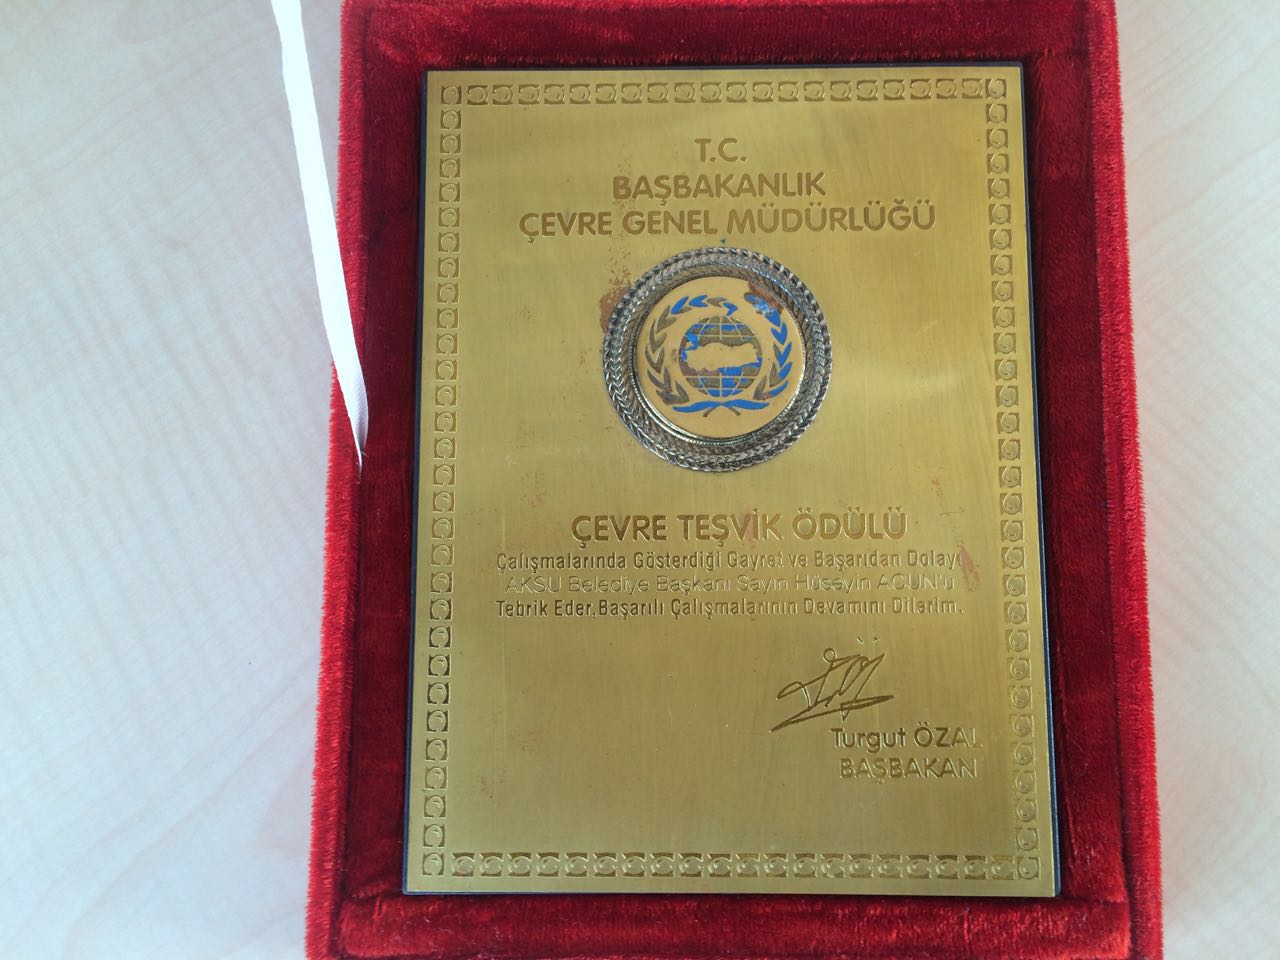 T.C.
BAŞBAKANLIK
ÇEVRE GENEL MÜDÜRLÜĞÜ
ÇEVRE TEŞVİK ÖDÜLÜ
Çalışmalarında Gösterdiği Gayret ve Başarıdan Dolayı
AKSU Belediye Başkanı Sayın Hüseyin ACUN'u
Tebrik Eder, Başarılı Çalışmalarının Devamını Dilerim.
Turgut ÖZAL
BAŞBAKAN